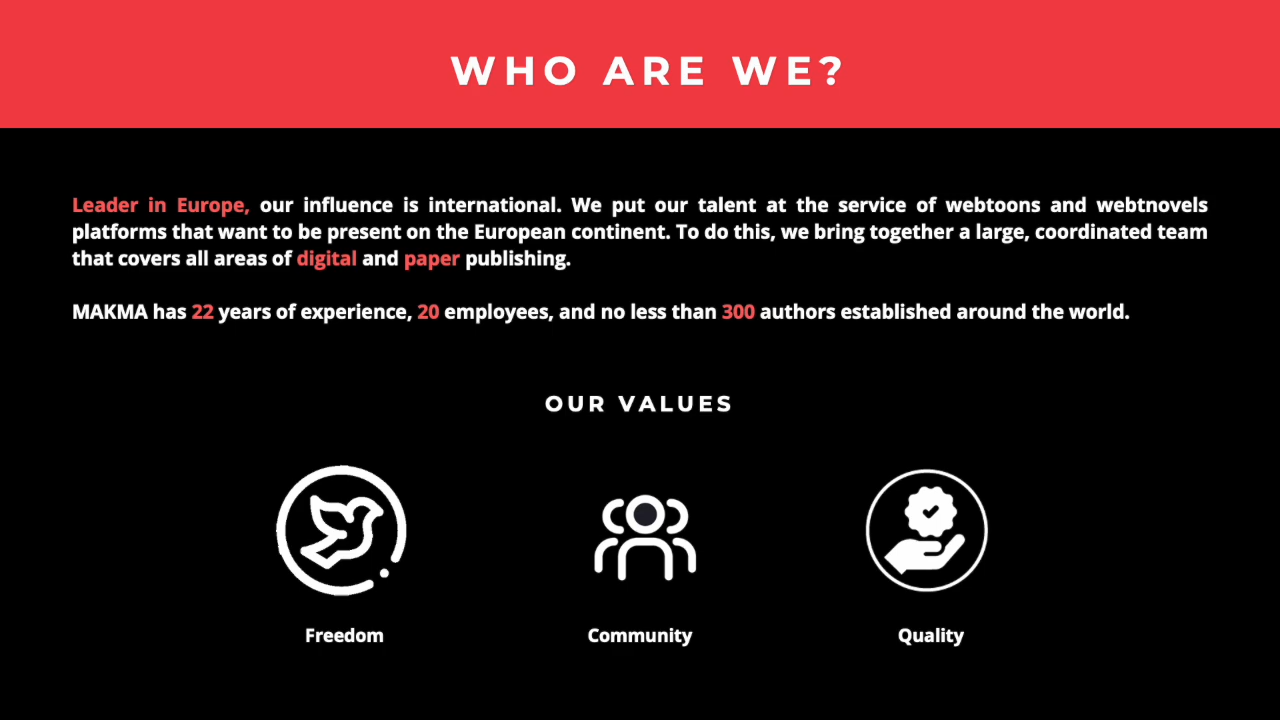 WHO ARE WE?
Leader in Europe, our influence is international. We put our talent at the service of webtoons and webtnovels
platforms that want to be present on the European continent. To do this, we bring together a large, coordinated team
that covers all areas of digital and paper publishing.
MAKMA has 22 years of experience, 20 employees, and no less than 300 authors established around the world.
OUR VALUES
Freedom
Community
Quality